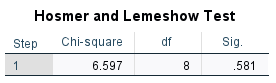 Hosmer and Lemeshow Test
Step Chi-square df Sig.
1 6.597 8 .581